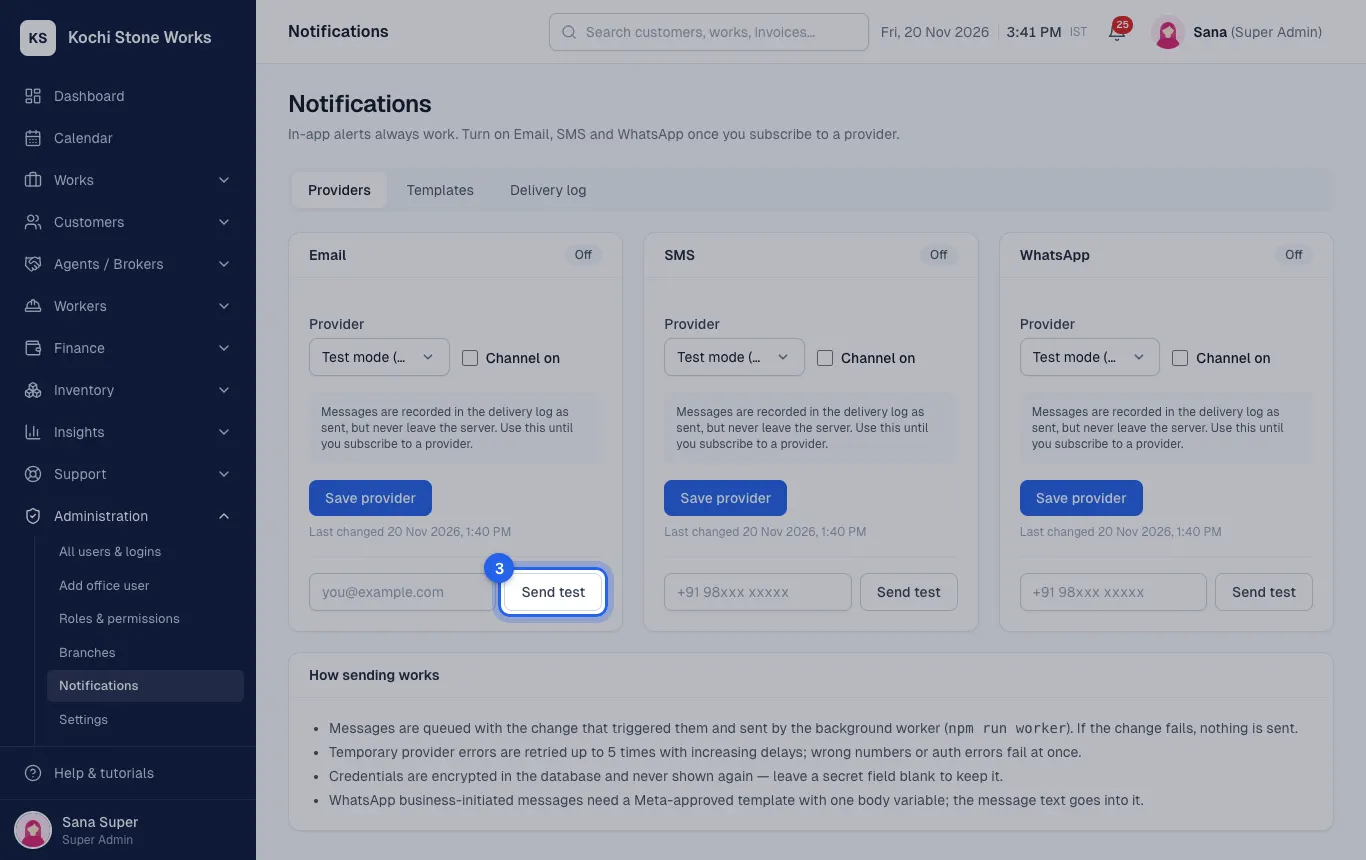 KS
Kochi Stone Works
Dashboard
Calendar
Works
Customers
Agents / Brokers
Workers
Finance
Inventory
Insights
Support
Administration
All users & logins
Add office user
Roles & permissions
Branches
Notifications
Settings
Help & tutorials
Sana Super
Super Admin
Notifications
Search customers, works, invoices...
Fri, 20 Nov 2026
3:41 PM IST
25
Sana (Super Admin)
Notifications
In-app alerts always work. Turn on Email, SMS and WhatsApp once you subscribe to a provider.
Providers
Templates
Delivery log
Email
Off
Provider
Test mode (...
Channel on
Messages are recorded in the delivery log as
sent, but never leave the server. Use this until
you subscribe to a provider.
Save provider
Last changed 20 Nov 2026, 1:40 PM
you@example.com
3
Send test
SMS
Off
Provider
Test mode (...
Channel on
Messages are recorded in the delivery log as
sent, but never leave the server. Use this until
you subscribe to a provider.
Save provider
Last changed 20 Nov 2026, 1:40 PM
+91 98xxx xxxxx
Send test
WhatsApp
Off
Provider
Test mode (...
Channel on
Messages are recorded in the delivery log as
sent, but never leave the server. Use this until
you subscribe to a provider.
Save provider
Last changed 20 Nov 2026, 1:40 PM
+91 98xxx xxxxx
Send test
How sending works
• Messages are queued with the change that triggered them and sent by the background worker (npm run worker). If the change fails, nothing is sent.
• Temporary provider errors are retried up to 5 times with increasing delays; wrong numbers or auth errors fail at once.
• Credentials are encrypted in the database and never shown again — leave a secret field blank to keep it.
• WhatsApp business-initiated messages need a Meta-approved template with one body variable; the message text goes into it.